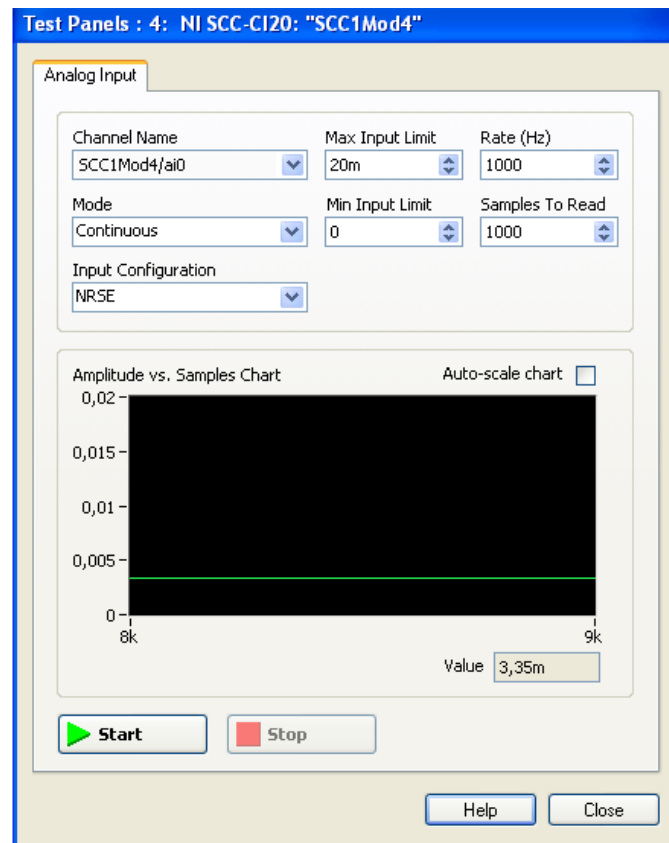 Test Panels : 4: NI SCC-CI20: "SCC1Mod4"
Analog Input
Channel Name
SCC1Mod4/ai0
Max Input Limit
20m
Rate (Hz)
1000
Mode
Continuous
Min Input Limit
0
Samples To Read
1000
Input Configuration
NRSE
Amplitude vs. Samples Chart
Auto-scale chart
0,02
0,015
0,01
0,005
0
8k
9k
Value
3,35m
Start
Stop
Help
Close